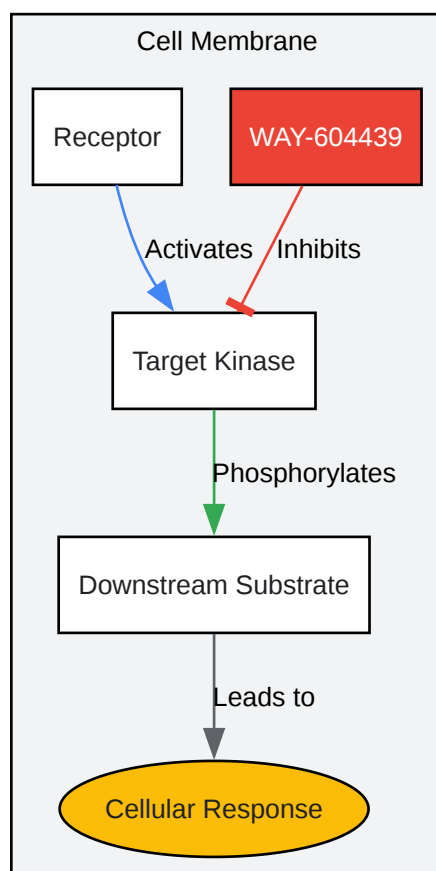 Cell Membrane
Receptor
WAY-604439
Activates
Inhibits
Target Kinase
Phosphorylates
Downstream Substrate
Leads to
Cellular Response